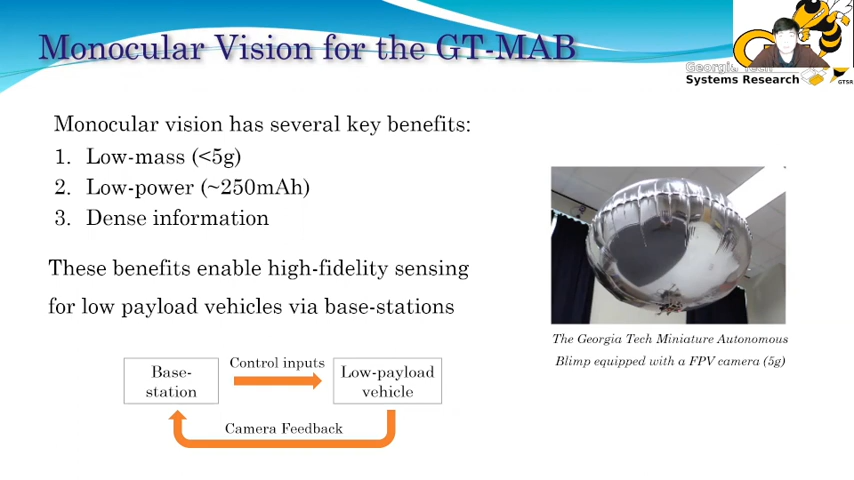 Monocular Vision for the GT-MAB
Georgia Tech
Systems Research
GTSR
Monocular vision has several key benefits:
1. Low-mass (<5g)
2. Low-power (~250mAh)
3. Dense information
These benefits enable high-fidelity sensing
for low payload vehicles via base-stations
The Georgia Tech Miniature Autonomous
Blimp equipped with a FPV camera (5g)
Base-
station
Control inputs
Low-payload
vehicle
Camera Feedback